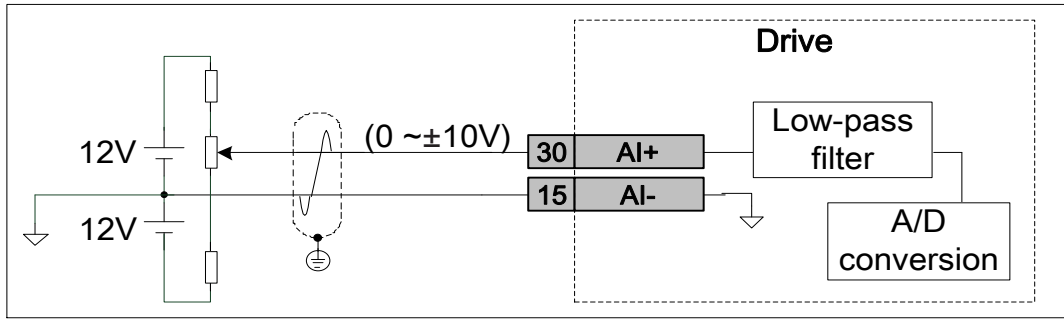 Drive
12V
12V
(0 ~±10V)
30 AI+
15 AI-
Low-pass
filter
A/D
conversion